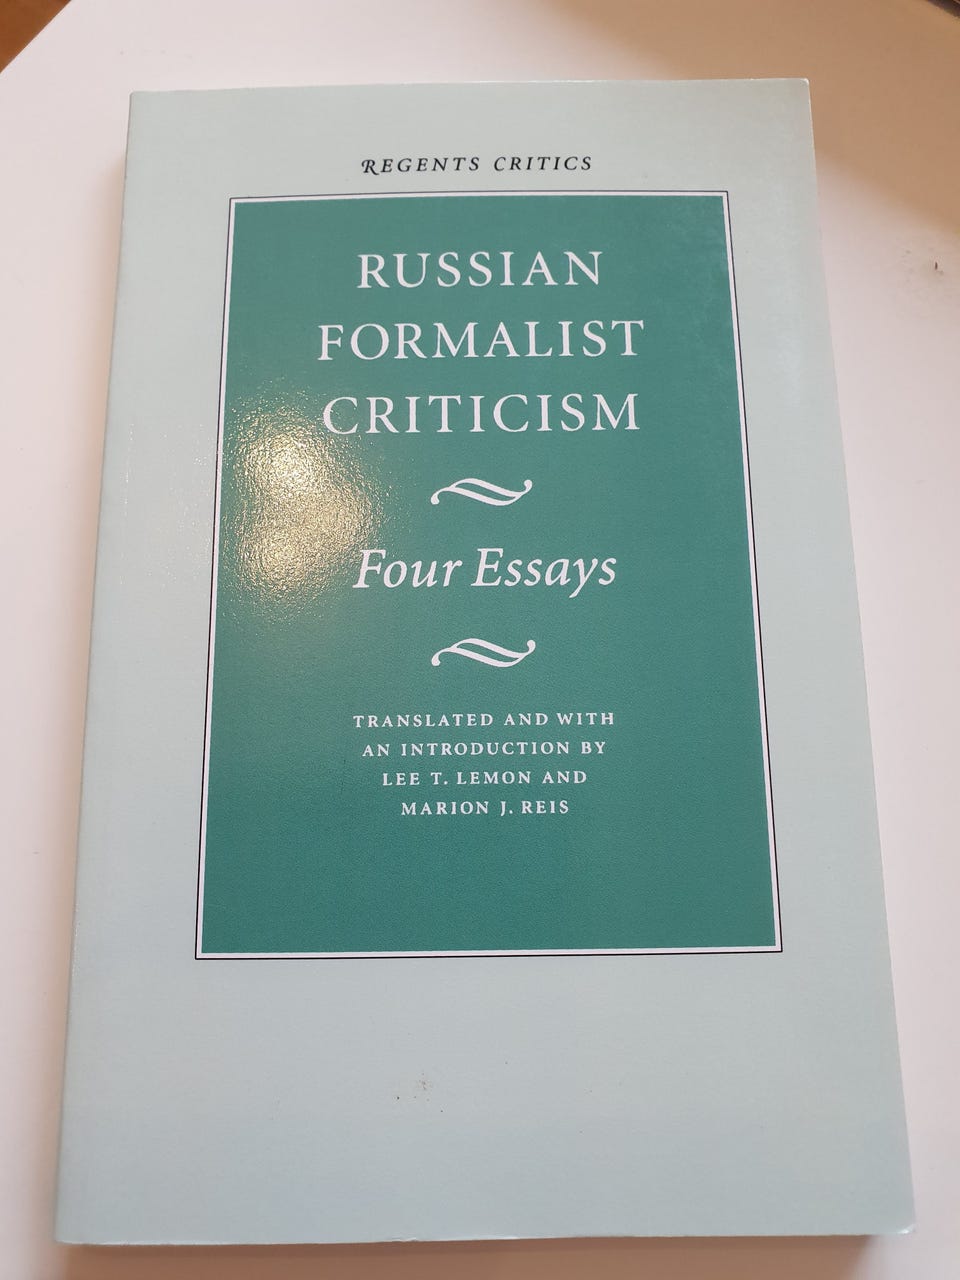 REGENTS CRITICS
RUSSIAN
FORMALIST
CRITICISM
Four Essays
TRANSLATED AND WITH
AN INTRODUCTION BY
LEE T. LEMON AND
MARION J. REIS